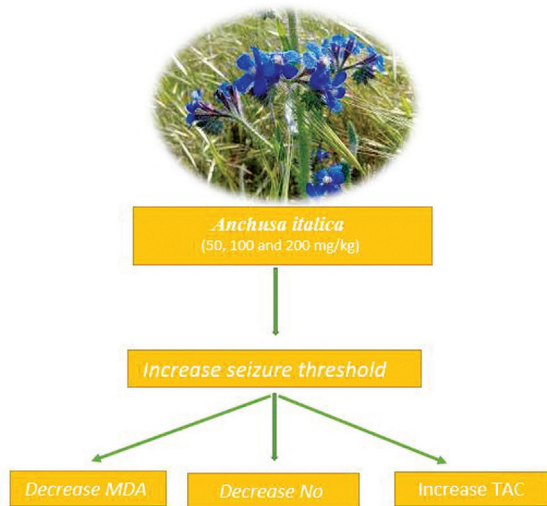 Anchusa italica
(50, 100 and 200 mg/kg)
Increase seizure threshold
Decrease MDA
Decrease No
Increase TAC